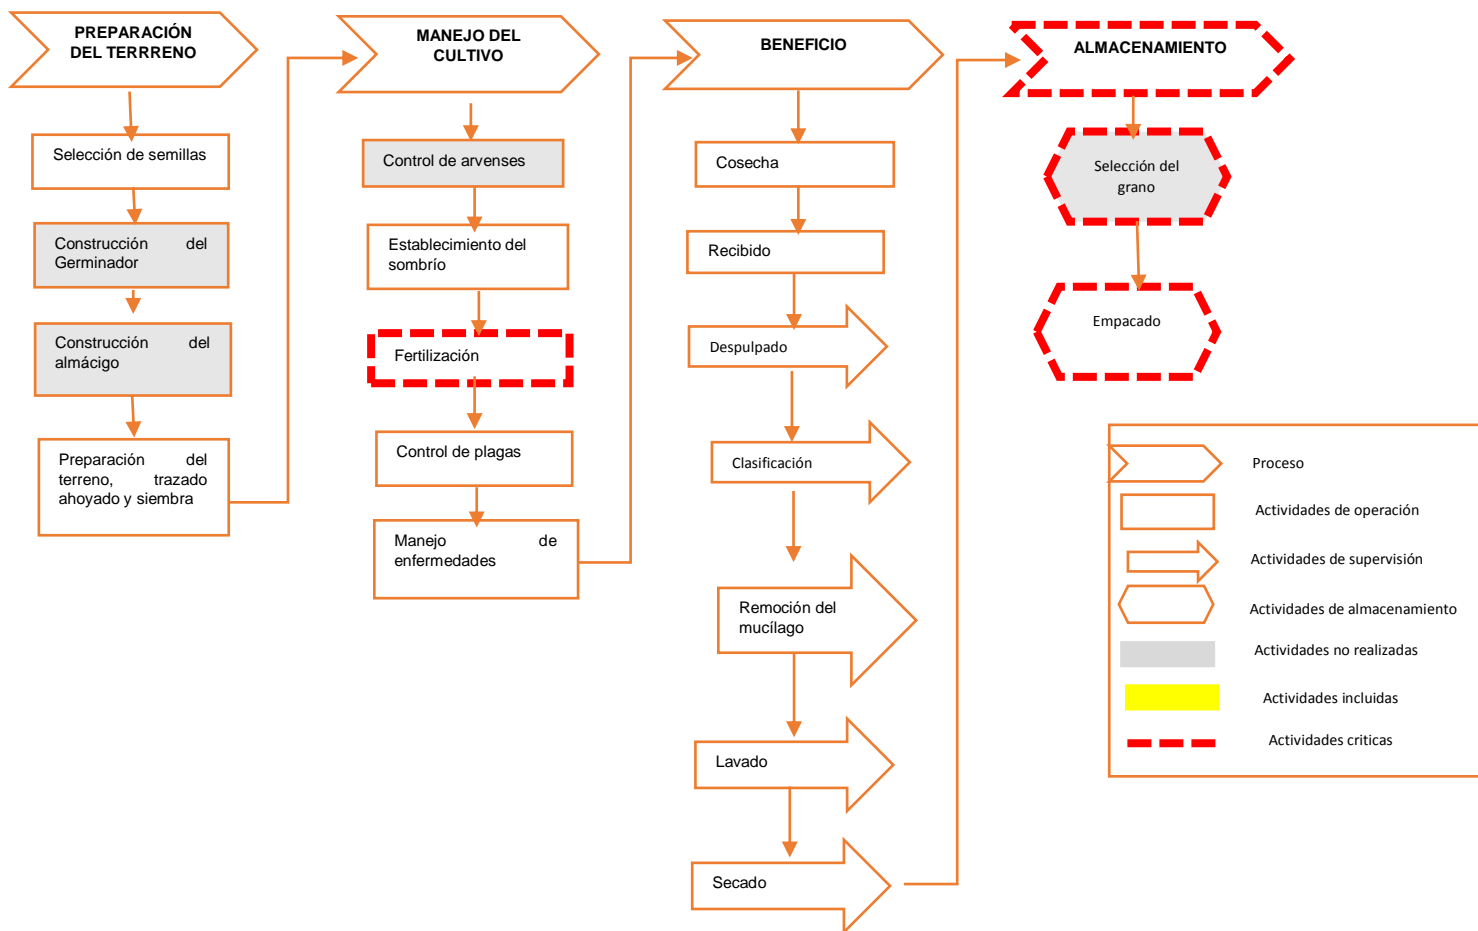 PREPARACIÓN
DEL TERRRENO
Selección de semillas
Construcción del
Germinador
Construcción del
almácigo
Preparación del
terreno, trazado
ahoyado y siembra
MANEJO DEL
CULTIVO
Control de arvenses
Establecimiento del
sombrío
Fertilización
Control de plagas
Manejo de
enfermedades
BENEFICIO
Cosecha
Recibido
Despulpado
Clasificación
Remoción del
mucílago
Lavado
Secado
ALMACENAMIENTO
Selección del
grano
Empacado
Proceso
Actividades de operación
Actividades de supervisión
Actividades de almacenamiento
Actividades no realizadas
Actividades incluidas
Actividades criticas